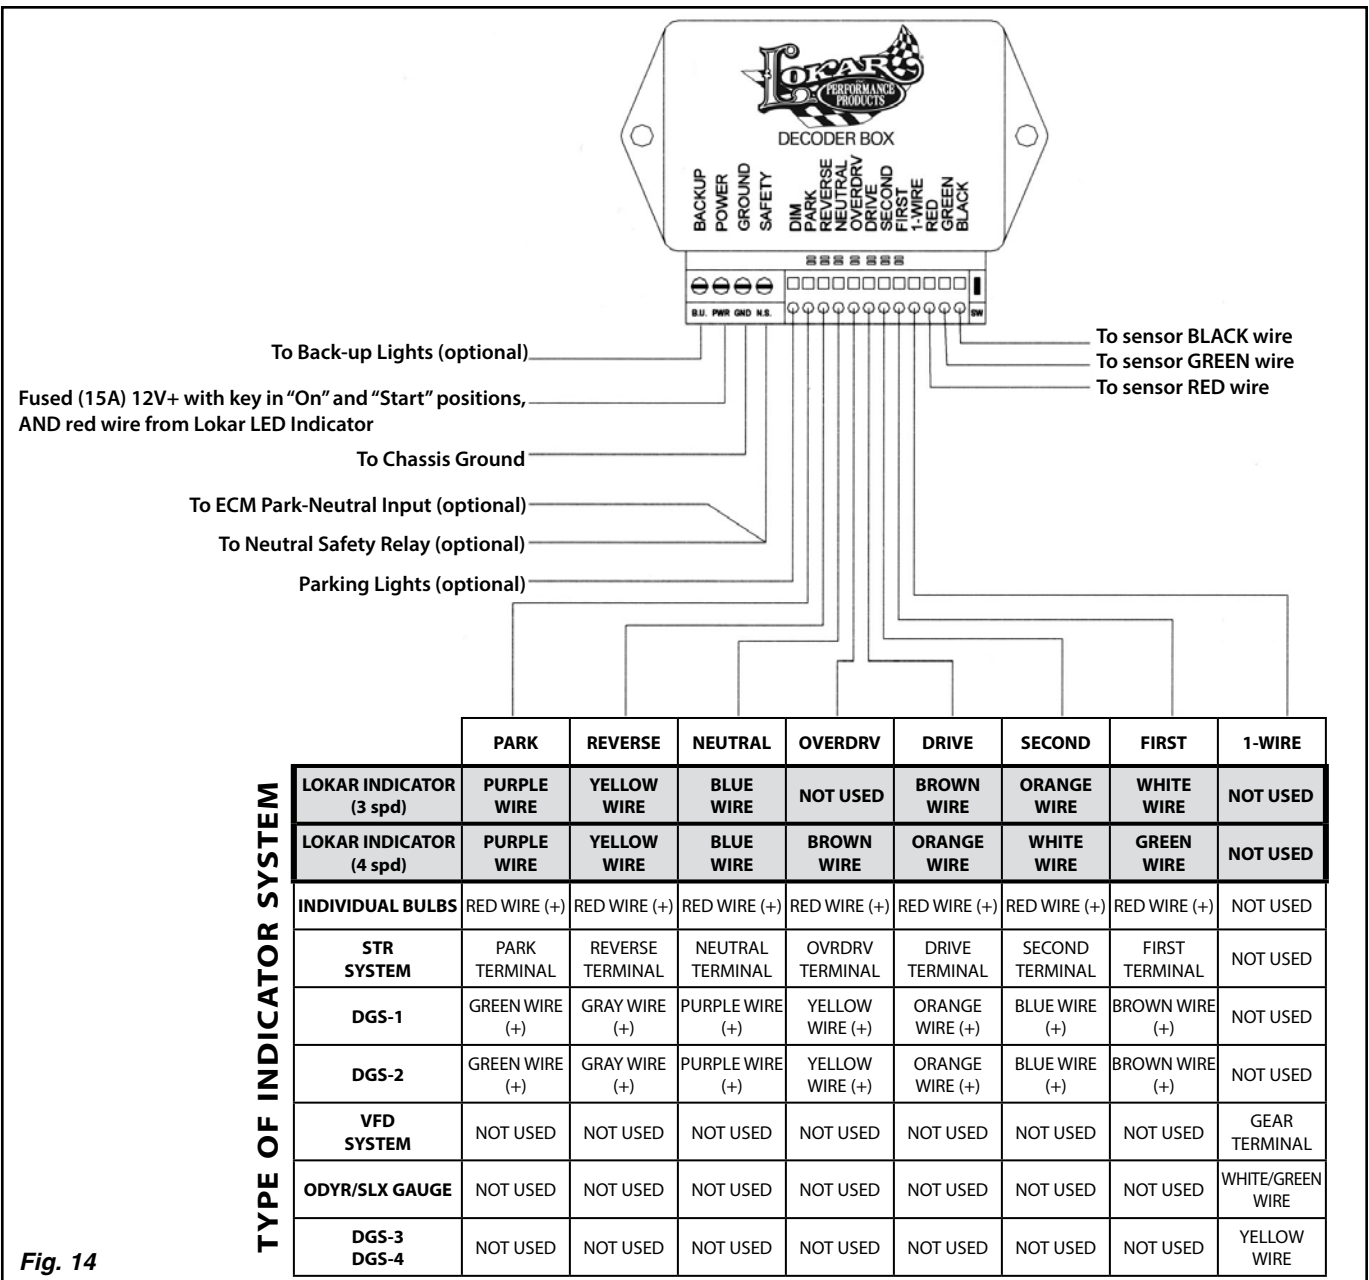 LOKAR
INC.
PERFORMANCE
PRODUCTS
DECODER BOX
BACKUP
POWER
GROUND
SAFETY
DIM
PARK
REVERSE
NEUTRAL
OVERDRV
DRIVE
SECOND
FIRST
1-WIRE
RED
GREEN
BLACK
B.U. PWR GND N.S. SW
To Back-up Lights (optional)
Fused (15A) 12V+ with key in "On" and "Start" positions,
AND red wire from Lokar LED Indicator
To Chassis Ground
To ECM Park-Neutral Input (optional)
To Neutral Safety Relay (optional)
Parking Lights (optional)
To sensor BLACK wire
To sensor GREEN wire
To sensor RED wire
TYPE OF INDICATOR SYSTEM
PARK REVERSE NEUTRAL OVERDRV DRIVE SECOND FIRST 1-WIRE
LOKAR INDICATOR PURPLE YELLOW BLUE NOT USED BROWN ORANGE WHITE NOT USED
(3 spd) WIRE WIRE WIRE WIRE WIRE WIRE
LOKAR INDICATOR PURPLE YELLOW BLUE BROWN ORANGE WHITE GREEN NOT USED
(4 spd) WIRE WIRE WIRE WIRE WIRE WIRE WIRE
INDIVIDUAL BULBS RED WIRE (+) RED WIRE (+) RED WIRE (+) RED WIRE (+) RED WIRE (+) RED WIRE (+) RED WIRE (+) NOT USED
STR PARK REVERSE NEUTRAL OVRDRV DRIVE SECOND FIRST NOT USED
SYSTEM TERMINAL TERMINAL TERMINAL TERMINAL TERMINAL TERMINAL TERMINAL
DGS-1 GREEN WIRE GRAY WIRE PURPLE WIRE YELLOW ORANGE BLUE WIRE BROWN WIRE NOT USED
(+) (+) (+) WIRE (+) WIRE (+) (+) (+)
DGS-2 GREEN WIRE GRAY WIRE PURPLE WIRE YELLOW ORANGE BLUE WIRE BROWN WIRE NOT USED
(+) (+) (+) WIRE (+) WIRE (+) (+) (+)
VFD NOT USED NOT USED NOT USED NOT USED NOT USED NOT USED NOT USED GEAR
SYSTEM TERMINAL
ODYR/SLX GAUGE NOT USED NOT USED NOT USED NOT USED NOT USED NOT USED NOT USED WHITE/GREEN
WIRE
DGS-3 NOT USED NOT USED NOT USED NOT USED NOT USED NOT USED NOT USED YELLOW
DGS-4 WIRE
Fig. 14